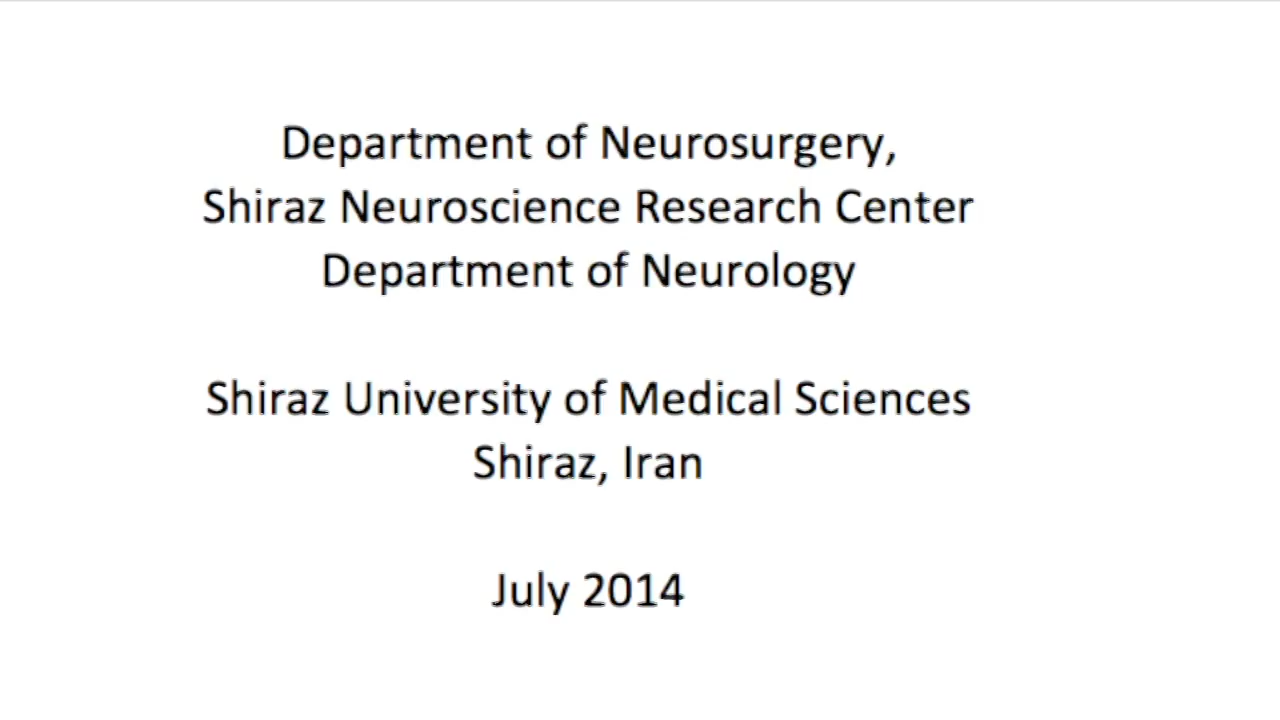 Department of Neurosurgery,
Shiraz Neuroscience Research Center
Department of Neurology
Shiraz University of Medical Sciences
Shiraz, Iran
July 2014